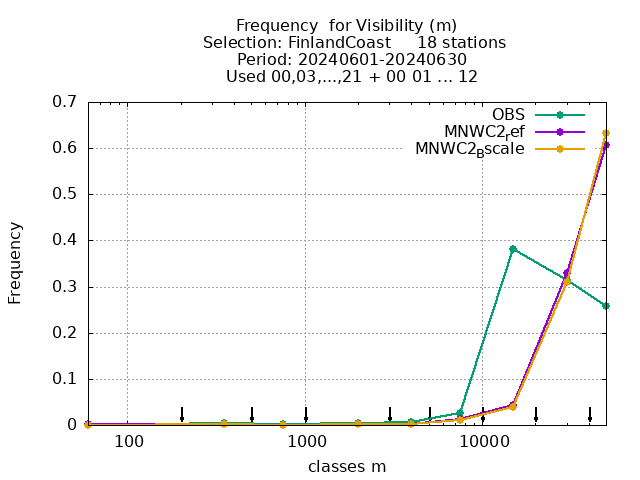 Frequency  for Visibility (m)
Selection: FinlandCoast     18 stations
Period: 20240601-20240630
Used 00,03,...,21 + 00 01 ... 12
0.7
0.6
0.5
0.4
0.3
0.2
0.1
0
Frequency
OBS
MNWC2ref
MNWC2Bscale
100
1000
10000
classes m